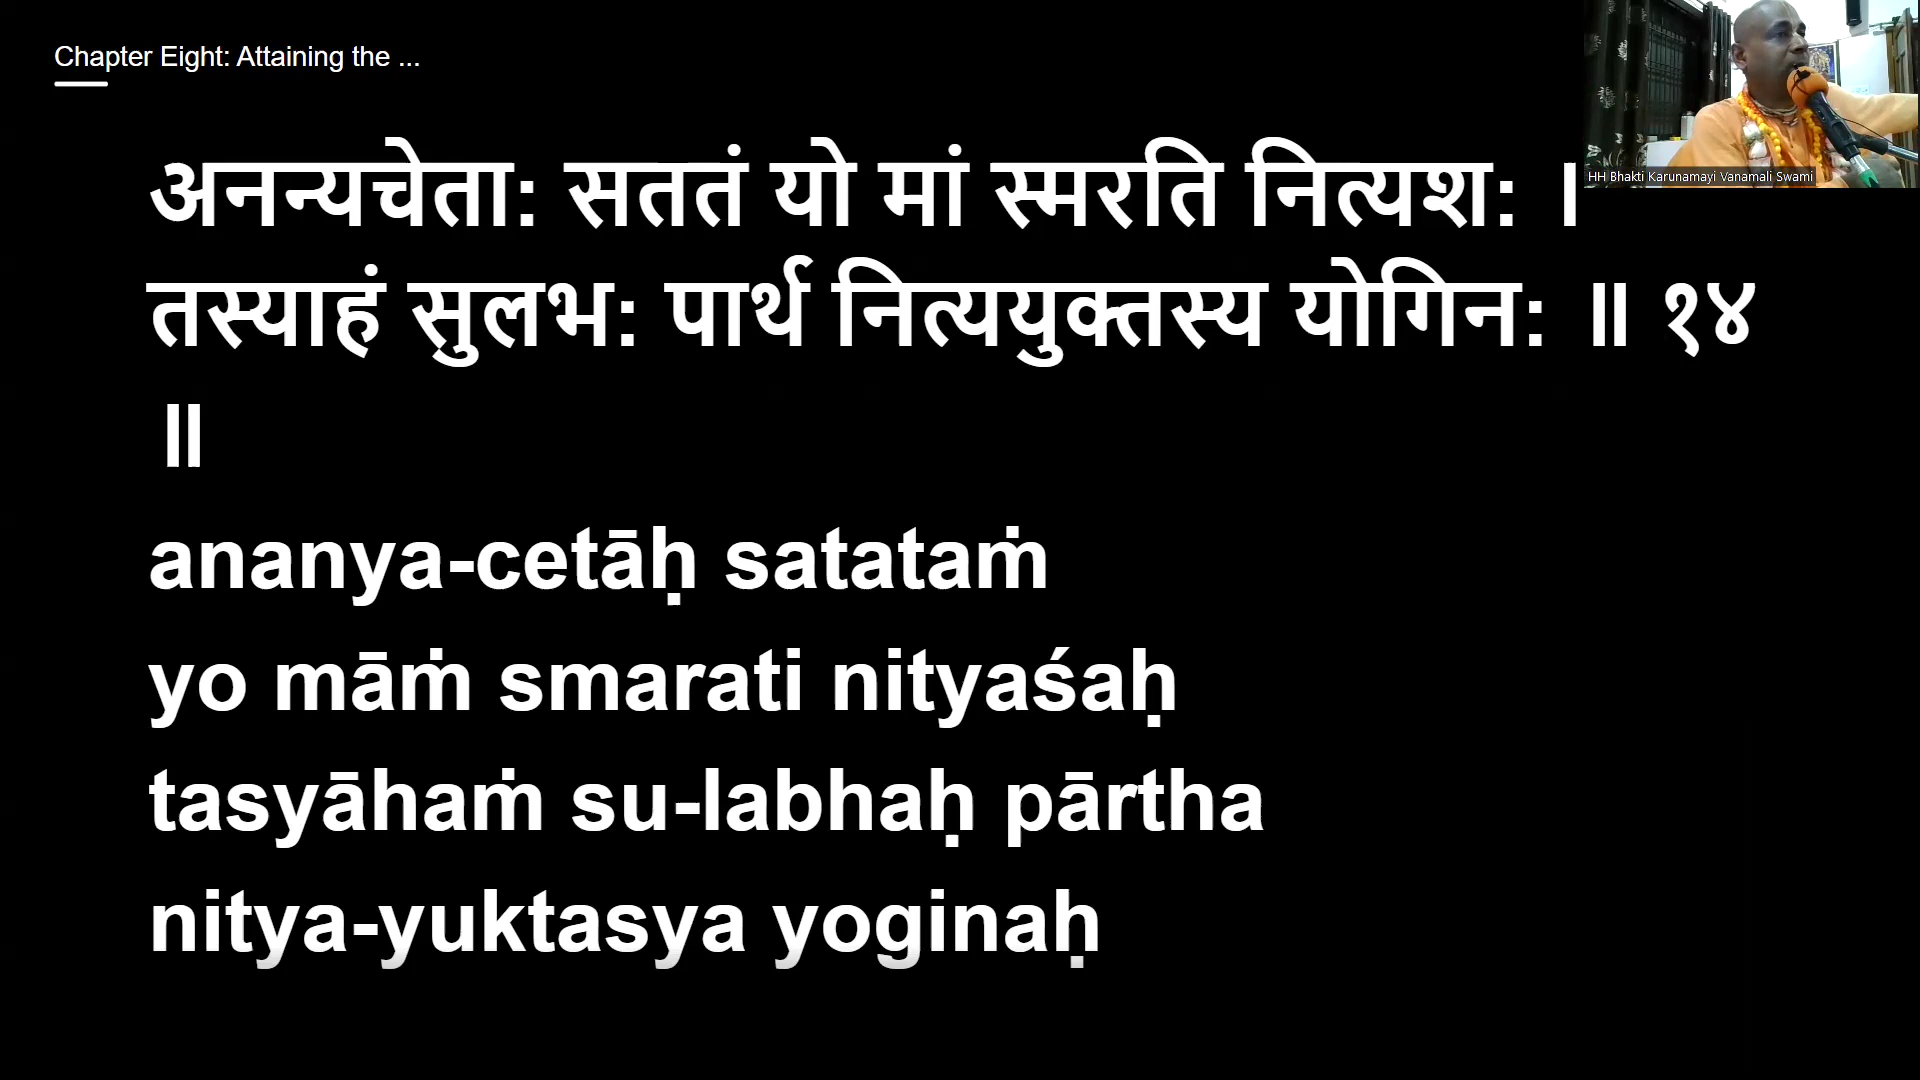 Chapter Eight: Attaining the ...
HH Bhakti Karunamayi Vanamali Swami
अनन्यचेता: सततं यो मां स्मरति नित्यश: ।
तस्याहं सुलभ: पार्थ नित्ययुक्तस्य योगिन: ॥ १४
॥
ananya-cetāḥ satataṁ
yo māṁ smarati nityaśaḥ
tasyāhaṁ su-labhaḥ pārtha
nitya-yuktasya yoginaḥ